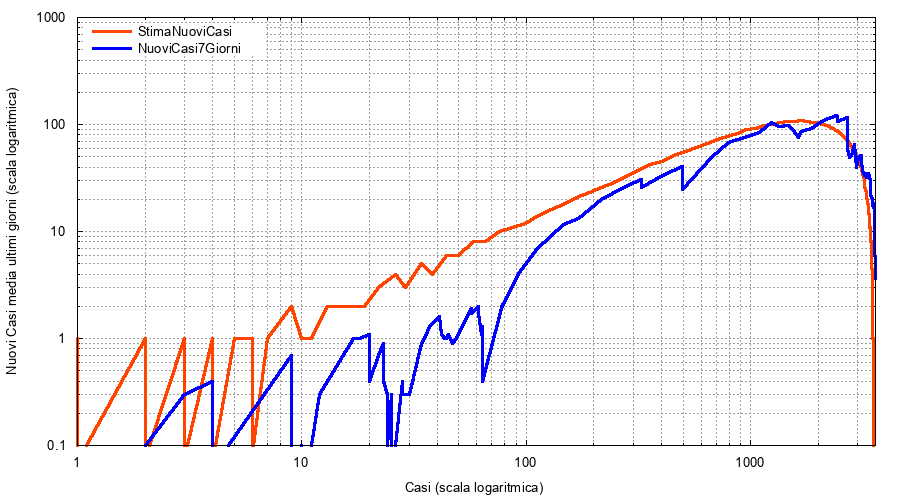 1000
StimaNuoviCasi
NuoviCasi7Giorni
100
10
1
0.1
Nuovi Casi media ultimi giorni (scala logaritmica)
1 10 100 1000
Casi (scala logaritmica)